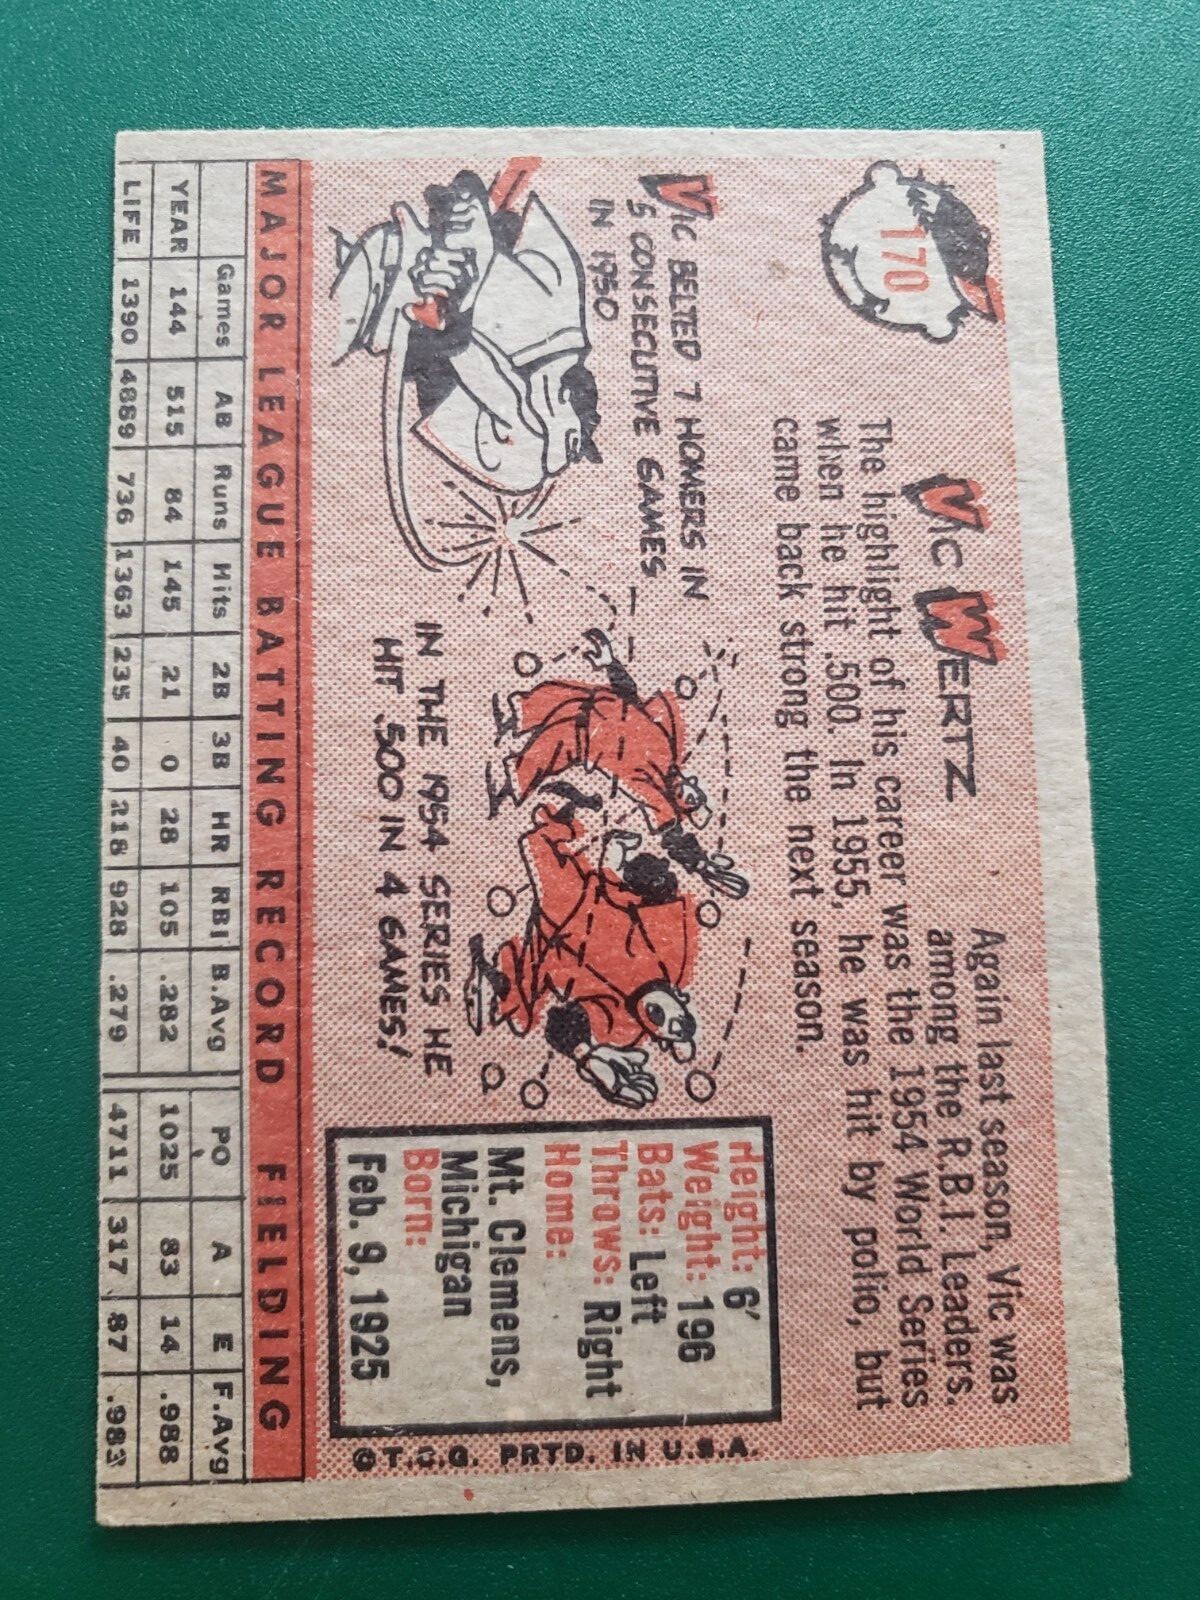 170
VIC WERTZ
Again last season, Vic was
among the R.B.I. Leaders.
The highlight of his career was the 1954 World Series
when he hit .500. In 1955, he was hit by polio, but
came back strong the next season.
VIC BELTED 7 HOMERS IN
5 CONSECUTIVE GAMES
IN 1950
IN THE 1954 SERIES HE
HIT .500 IN 4 GAMES!
Height: 6'
Weight: 196
Bats: Left
Throws: Right
Home:
Mt. Clemens,
Michigan
Born:
Feb. 9, 1925
© T.C.G. PRTD. IN U.S.A.
MAJOR LEAGUE BATTING RECORD FIELDING
Games AB Runs Hits 2B 3B HR RBI B.Avg PO A E F.Avg
YEAR 144 515 84 145 21 0 28 105 .282 1025 83 14 .988
LIFE 1390 4889 736 1363 235 40 218 928 .279 4711 317 87 .983